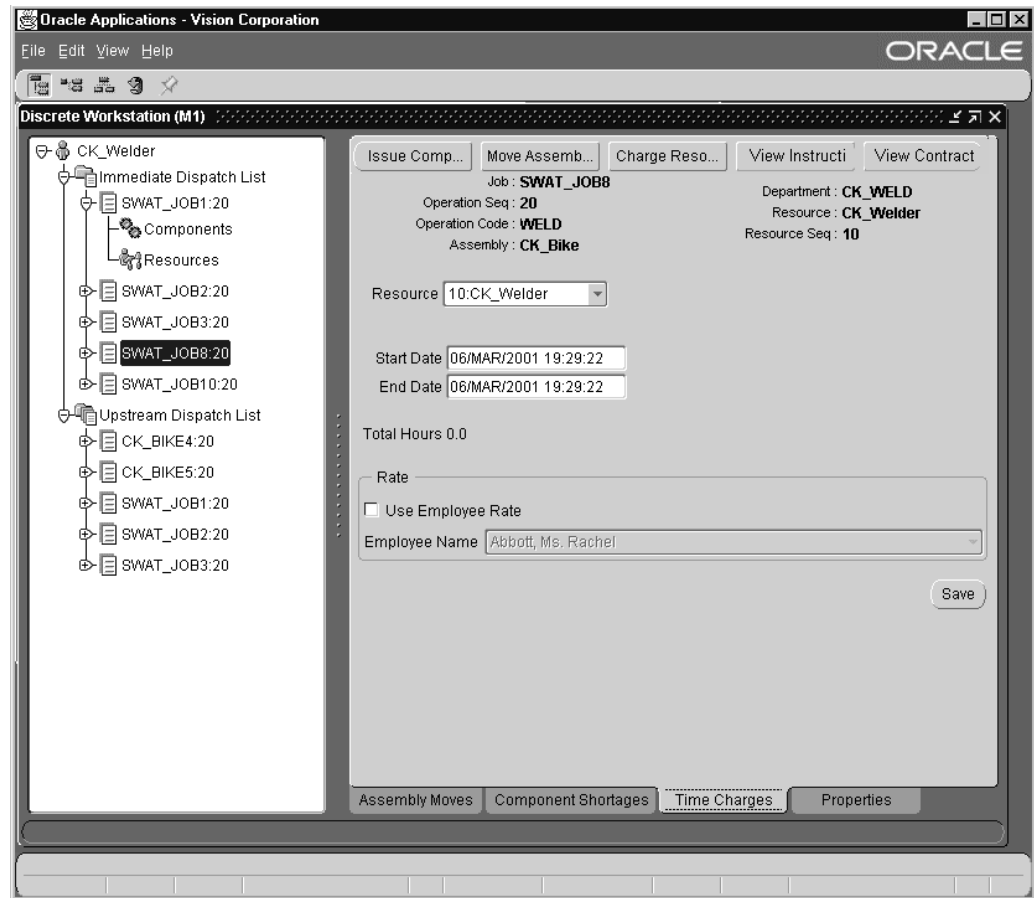 Oracle Applications - Vision Corporation
File Edit View Help
ORACLE
Discrete Workstation (M1)
CK_Welder
Immediate Dispatch List
SWAT_JOB1:20
Components
Resources
SWAT_JOB2:20
SWAT_JOB3:20
SWAT_JOB8:20
SWAT_JOB10:20
Upstream Dispatch List
CK_BIKE4:20
CK_BIKE5:20
SWAT_JOB1:20
SWAT_JOB2:20
SWAT_JOB3:20
Issue Comp... Move Assemb... Charge Reso... View Instructi View Contract
Job : SWAT_JOB8
Operation Seq : 20
Operation Code : WELD
Assembly : CK_Bike
Department : CK_WELD
Resource : CK_Welder
Resource Seq : 10
Resource 10:CK_Welder
Start Date 06/MAR/2001 19:29:22
End Date 06/MAR/2001 19:29:22
Total Hours 0.0
Rate
Use Employee Rate
Employee Name Abbott, Ms. Rachel
Save
Assembly Moves Component Shortages Time Charges Properties